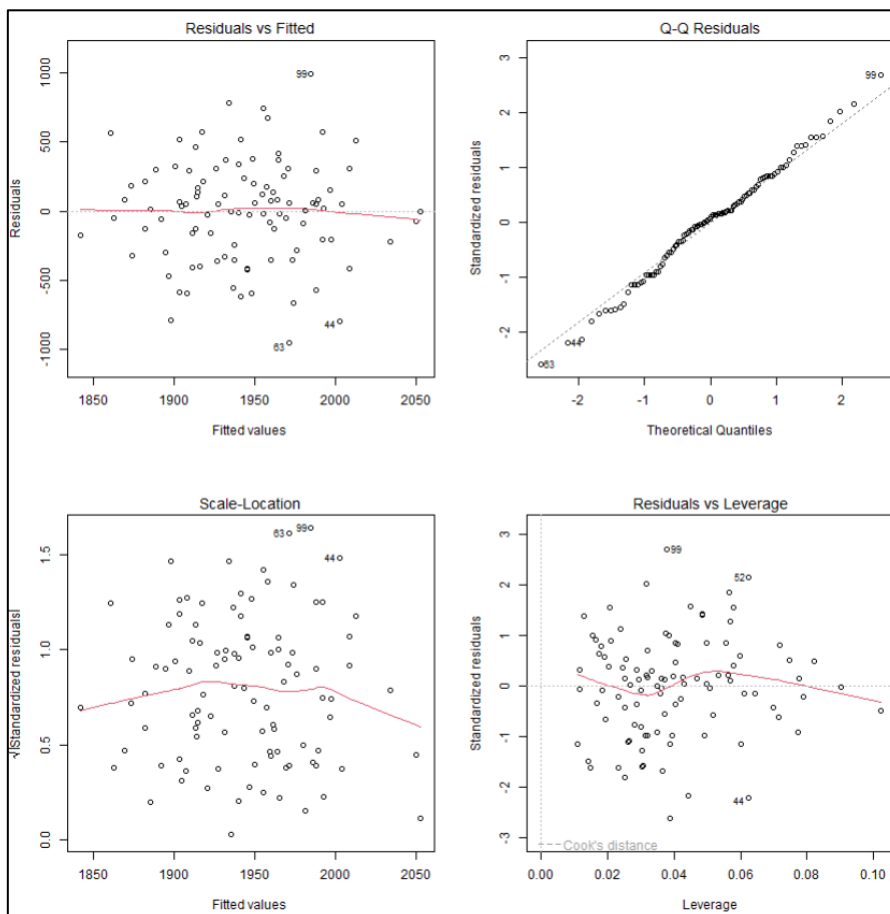 Residuals vs Fitted
Residuals
1000
500
0
-500
-1000
99
44
63
1850 1900 1950 2000 2050
Fitted values
Q-Q Residuals
Standardized residuals
3
2
1
0
-1
-2
99
44
63
-2 -1 0 1 2
Theoretical Quantiles
Scale-Location
√|Standardized residuals|
1.5
1.0
0.5
0.0
63
99
44
1850 1900 1950 2000 2050
Fitted values
Residuals vs Leverage
Standardized residuals
3
2
1
0
-1
-2
-3
99
52
44
Cook's distance
0.00 0.02 0.04 0.06 0.08 0.10
Leverage